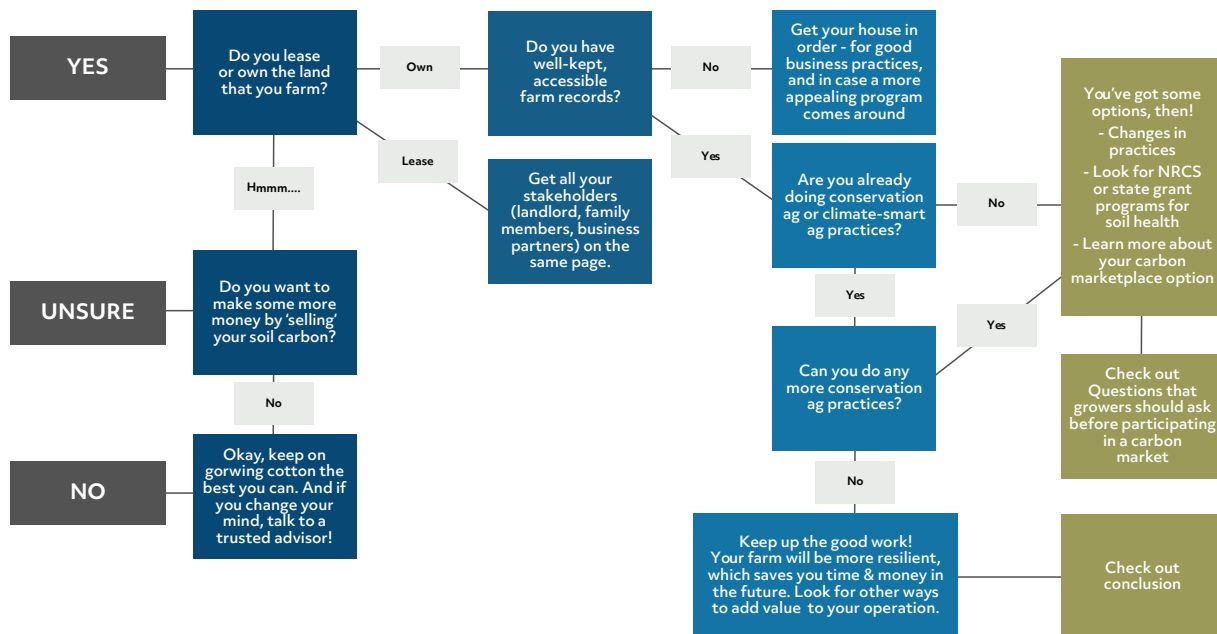 YES
Do you lease
or own the land
that you farm?
Own
Do you have
well-kept,
accessible
farm records?
No
Get your house in
order - for good
business practices,
and in case a more
appealing program
comes around
You've got some
options, then!
- Changes in
practices
- Look for NRCS
or state grant
programs for
soil health
- Learn more about
your carbon
marketplace option
Hmmm....
Lease
Get all your
stakeholders
(landlord, family
members, business
partners) on the
same page.
Yes
Are you already
doing conservation
ag or climate-smart
ag practices?
No
UNSURE
Do you want to
make some more
money by ‘selling’
your soil carbon?
Yes
Yes
Can you do any
more conservation
ag practices?
Check out
Questions that
growers should ask
before participating
in a carbon
market
No
NO
Okay, keep on
gorwing cotton the
best you can. And if
you change your
mind, talk to a
trusted advisor!
No
Keep up the good work!
Your farm will be more resilient,
which saves you time & money in
the future. Look for other ways
to add value to your operation.
Check out
conclusion